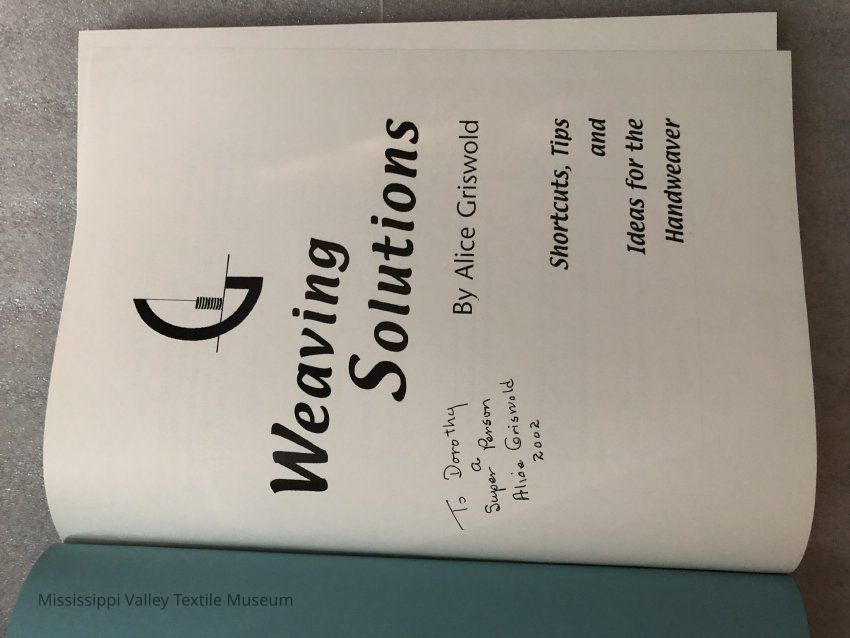 Weaving
Solutions
By Alice Griswold
Shortcuts, Tips
and
Ideas for the
Handweaver
To Dorothy
a
Super Person
Alice Griswold
2002
Mississippi Valley Textile Museum